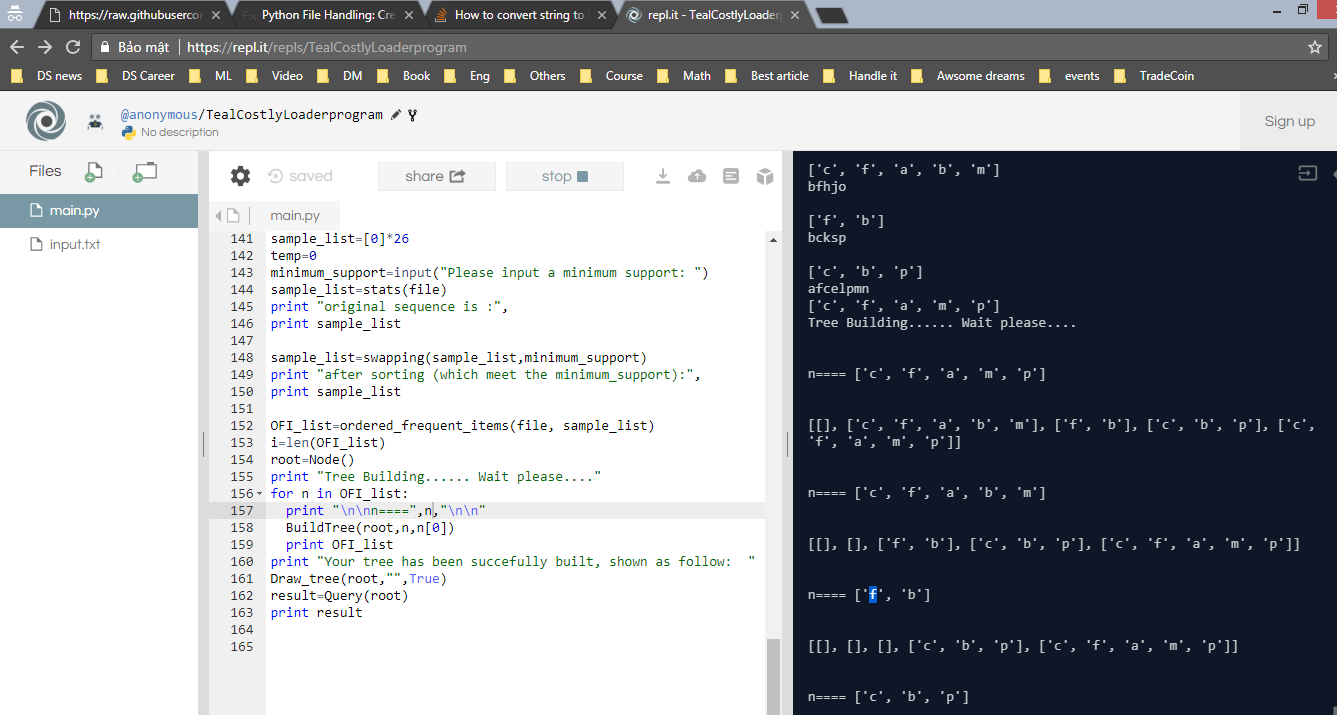 https://raw.githubusercor
Python File Handling: Cre
How to convert string to
repl.it - TealCostlyLoaderp
Bảo mật
https://repl.it/repls/TealCostlyLoaderprogram
DS news
DS Career
ML
Video
DM
Book
Eng
Others
Course
Math
Best article
Handle it
Awsome dreams
events
TradeCoin
@anonymous/TealCostlyLoaderprogram
No description
Sign up
Files
main.py
input.txt
saved
share
stop
main.py
141 sample_list=[0]*26
142 temp=0
143 minimum_support=input("Please input a minimum support: ")
144 sample_list=stats(file)
145 print "original sequence is :",
146 print sample_list
147
148 sample_list=swapping(sample_list,minimum_support)
149 print "after sorting (which meet the minimum_support):",
150 print sample_list
151
152 OFI_list=ordered_frequent_items(file, sample_list)
153 i=len(OFI_list)
154 root=Node()
155 print "Tree Building...... Wait please...."
156 for n in OFI_list:
157   print "\n\nn====",n,"\n\n"
158   BuildTree(root,n,n[0])
159   print OFI_list
160 print "Your tree has been succefully built, shown as follow:  "
161 Draw_tree(root,"",True)
162 result=Query(root)
163 print result
164
165
['c', 'f', 'a', 'b', 'm']
bfhjo
['f', 'b']
bcksp
['c', 'b', 'p']
afcelpmn
['c', 'f', 'a', 'm', 'p']
Tree Building...... Wait please....
n==== ['c', 'f', 'a', 'm', 'p']
[[], ['c', 'f', 'a', 'b', 'm'], ['f', 'b'], ['c', 'b', 'p'], ['c',
'f', 'a', 'm', 'p']]
n==== ['c', 'f', 'a', 'b', 'm']
[[], [], ['f', 'b'], ['c', 'b', 'p'], ['c', 'f', 'a', 'm', 'p']]
n==== ['f', 'b']
[[], [], [], ['c', 'b', 'p'], ['c', 'f', 'a', 'm', 'p']]
n==== ['c', 'b', 'p']